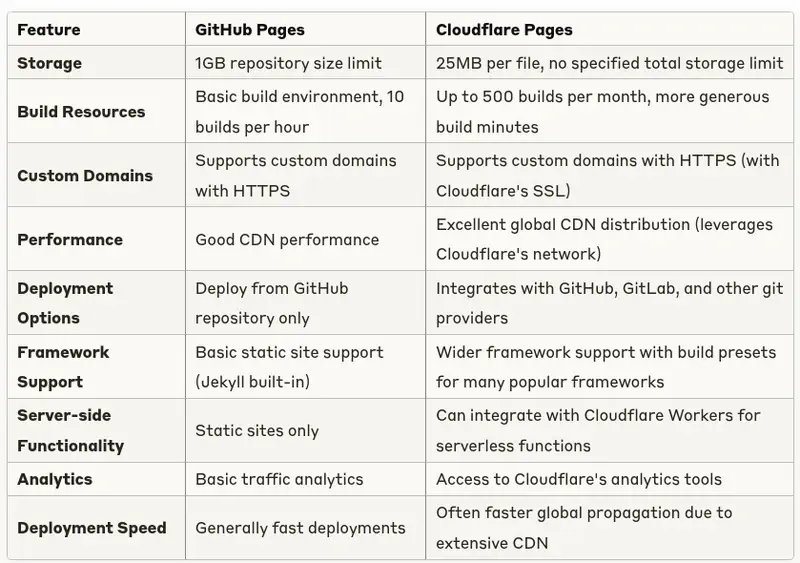 Feature GitHub Pages Cloudflare Pages
Storage 1GB repository size limit 25MB per file, no specified total storage limit
Build Resources Basic build environment, 10 builds per hour Up to 500 builds per month, more generous build minutes
Custom Domains Supports custom domains with HTTPS Supports custom domains with HTTPS (with Cloudflare's SSL)
Performance Good CDN performance Excellent global CDN distribution (leverages Cloudflare's network)
Deployment Options Deploy from GitHub repository only Integrates with GitHub, GitLab, and other git providers
Framework Support Basic static site support (Jekyll built-in) Wider framework support with build presets for many popular frameworks
Server-side Functionality Static sites only Can integrate with Cloudflare Workers for serverless functions
Analytics Basic traffic analytics Access to Cloudflare's analytics tools
Deployment Speed Generally fast deployments Often faster global propagation due to extensive CDN